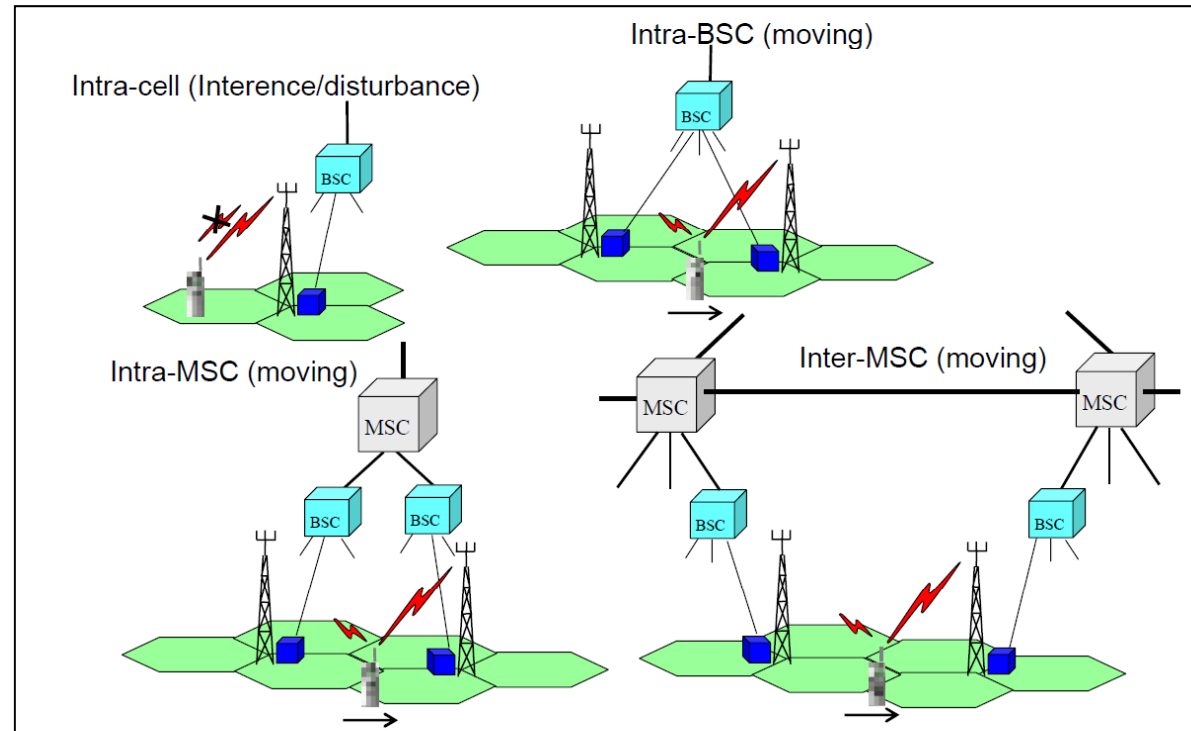 Intra-BSC (moving)
Intra-cell (Interence/disturbance)
BSC
BSC
Intra-MSC (moving)
Inter-MSC (moving)
MSC
MSC
MSC
BSC
BSC
BSC
BSC